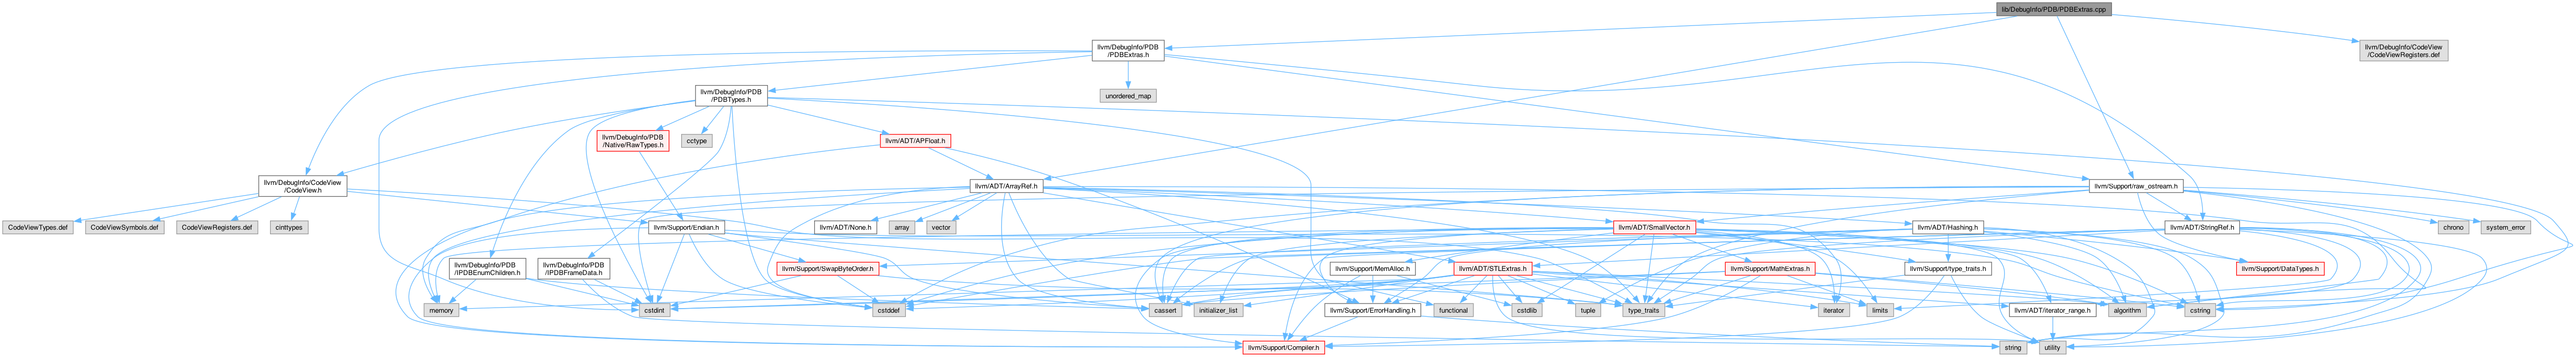 lib/DebugInfo/PDB/PDBExtras.cpp
llvm/DebugInfo/PDB
/PDBExtras.h
llvm/DebugInfo/CodeView
/CodeViewRegisters.def
llvm/DebugInfo/PDB
/PDBTypes.h
unordered_map
llvm/DebugInfo/PDB
/Native/RawTypes.h
cctype
llvm/ADT/APFloat.h
llvm/DebugInfo/CodeView
/CodeView.h
llvm/ADT/ArrayRef.h
llvm/Support/raw_ostream.h
CodeViewTypes.def
CodeViewSymbols.def
CodeViewRegisters.def
cinttypes
llvm/Support/Endian.h
llvm/ADT/None.h
array
vector
llvm/ADT/SmallVector.h
llvm/ADT/Hashing.h
llvm/ADT/StringRef.h
chrono
system_error
llvm/DebugInfo/PDB
/IPDBEnumChildren.h
llvm/DebugInfo/PDB
/IPDBFrameData.h
llvm/Support/SwapByteOrder.h
llvm/Support/MemAlloc.h
llvm/ADT/STLExtras.h
llvm/Support/MathExtras.h
llvm/Support/type_traits.h
llvm/Support/DataTypes.h
memory
cstdint
cstddef
cassert
initializer_list
llvm/Support/ErrorHandling.h
functional
cstdlib
tuple
type_traits
iterator
limits
llvm/ADT/iterator_range.h
algorithm
cstring
llvm/Support/Compiler.h
string
utility